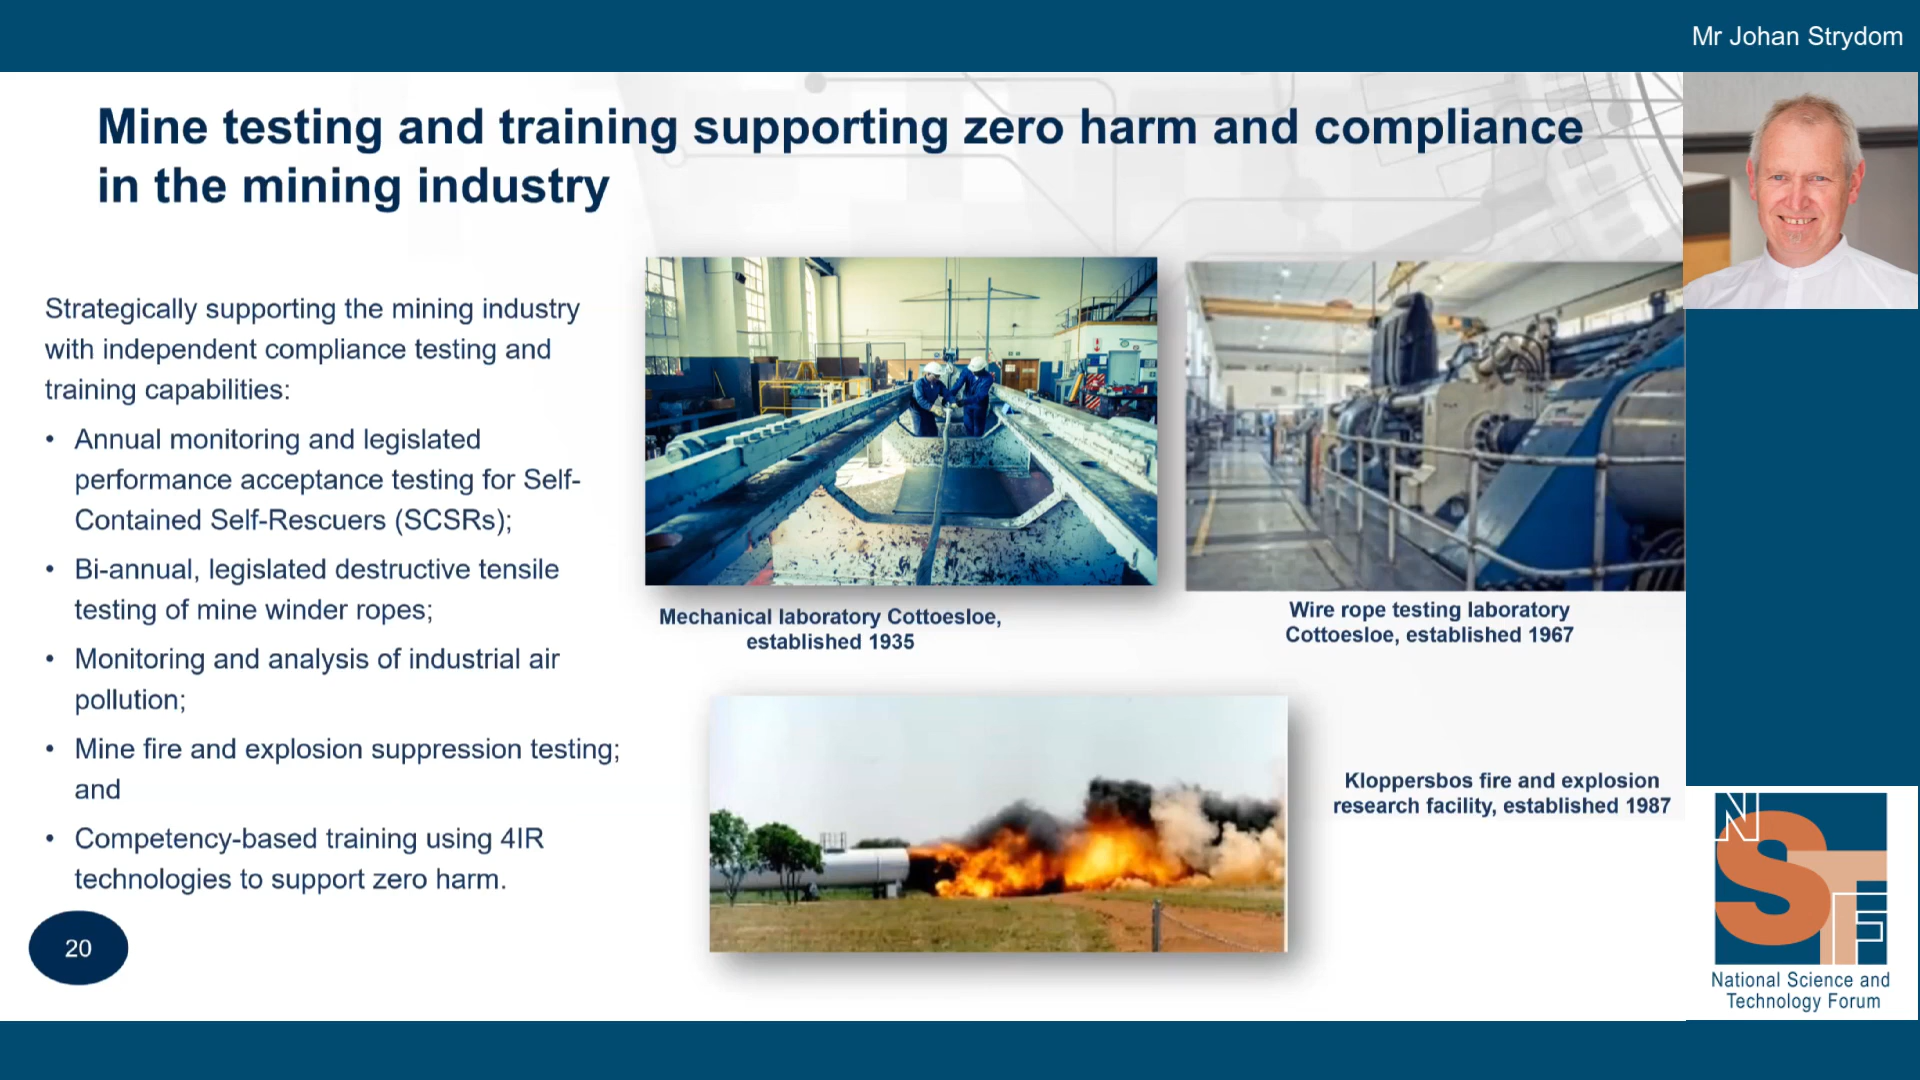 Mr Johan Strydom
Mine testing and training supporting zero harm and compliance
in the mining industry
Strategically supporting the mining industry
with independent compliance testing and
training capabilities:
• Annual monitoring and legislated
performance acceptance testing for Self-
Contained Self-Rescuers (SCSRs);
• Bi-annual, legislated destructive tensile
testing of mine winder ropes;
• Monitoring and analysis of industrial air
pollution;
• Mine fire and explosion suppression testing;
and
• Competency-based training using 4IR
technologies to support zero harm.
Mechanical laboratory Cottoesloe,
established 1935
Wire rope testing laboratory
Cottoesloe, established 1967
Kloppersbos fire and explosion
research facility, established 1987
20
NSTF
National Science and
Technology Forum